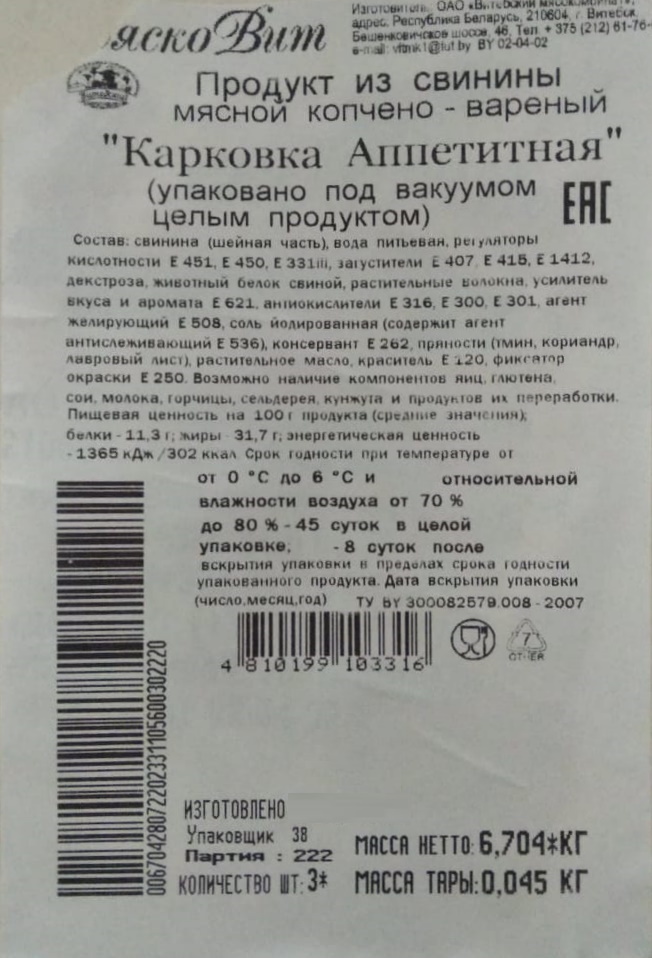 яскоВит
Изготовитель: ОАО «Витебский мясокомбинат»,
адрес: Республика Беларусь, 210604, г. Витебск,
Бешенковичское шоссе, 46, Тел. + 375 (212) 61-76-
e-mail: vitmk1@tut.by BY 02-04-02
Продукт из свинины
мясной копчено - вареный
"Карковка Аппетитная"
(упаковано под вакуумом
целым продуктом)
EAC
Состав: свинина (шейная часть), вода питьевая, регуляторы
кислотности Е 451, Е 450, Е 331iii, загустители Е 407, Е 415, Е 1412,
декстроза, животный белок свиной, растительные волокна, усилитель
вкуса и аромата Е 621, антиокислители Е 316, Е 300, Е 301, агент
желирующий Е 508, соль йодированная (содержит агент
антислеживающий Е 536), консервант Е 262, пряности (тмин, кориандр,
лавровый лист), растительное масло, краситель Е 120, фиксатор
окраски Е 250. Возможно наличие компонентов яиц, глютена,
сои, молока, горчицы, сельдерея, кунжута и продуктов их переработки.
Пищевая ценность на 100 г продукта (средние значения):
белки - 11,3 г; жиры - 31,7 г; энергетическая ценность
- 1365 кДж /302 ккал. Срок годности при температуре от
от 0 °С до 6 °С и относительной
влажности воздуха от 70 %
до 80 % - 45 суток в целой
упаковке, - 8 суток после
вскрытия упаковки в пределах срока годности
упакованного продукта. Дата вскрытия упаковки
(число,месяц,год) ТУ BY 300082579.008 - 2007
4 810199 103316
7
OTHER
00670428072202331105600302220
ИЗГОТОВЛЕНО
Упаковщик 38
Партия : 222
КОЛИЧЕСТВО ШТ: 3*
МАССА НЕТТО: 6,704*КГ
МАССА ТАРЫ: 0,045 КГ